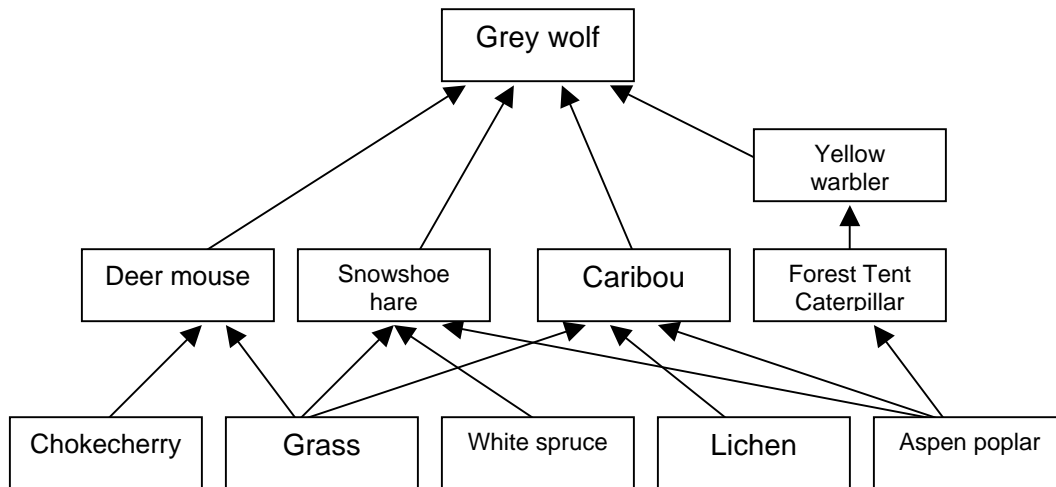 Grey wolf
Yellow
warbler
Deer mouse
Snowshoe
hare
Caribou
Forest Tent
Caterpillar
Chokecherry
Grass
White spruce
Lichen
Aspen poplar